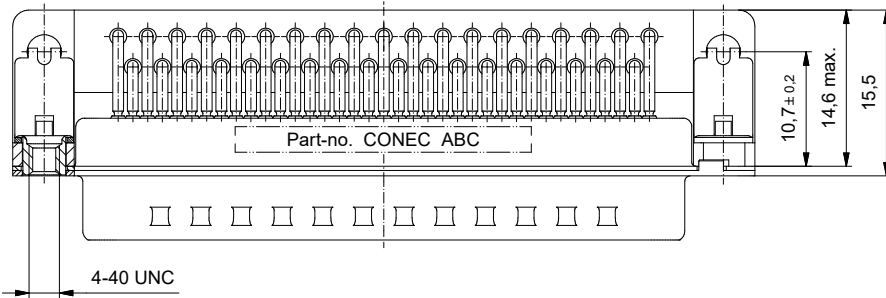 Part-no. CONEC ABC
10,7 ± 0,2
14,6 max.
15,5
4-40 UNC